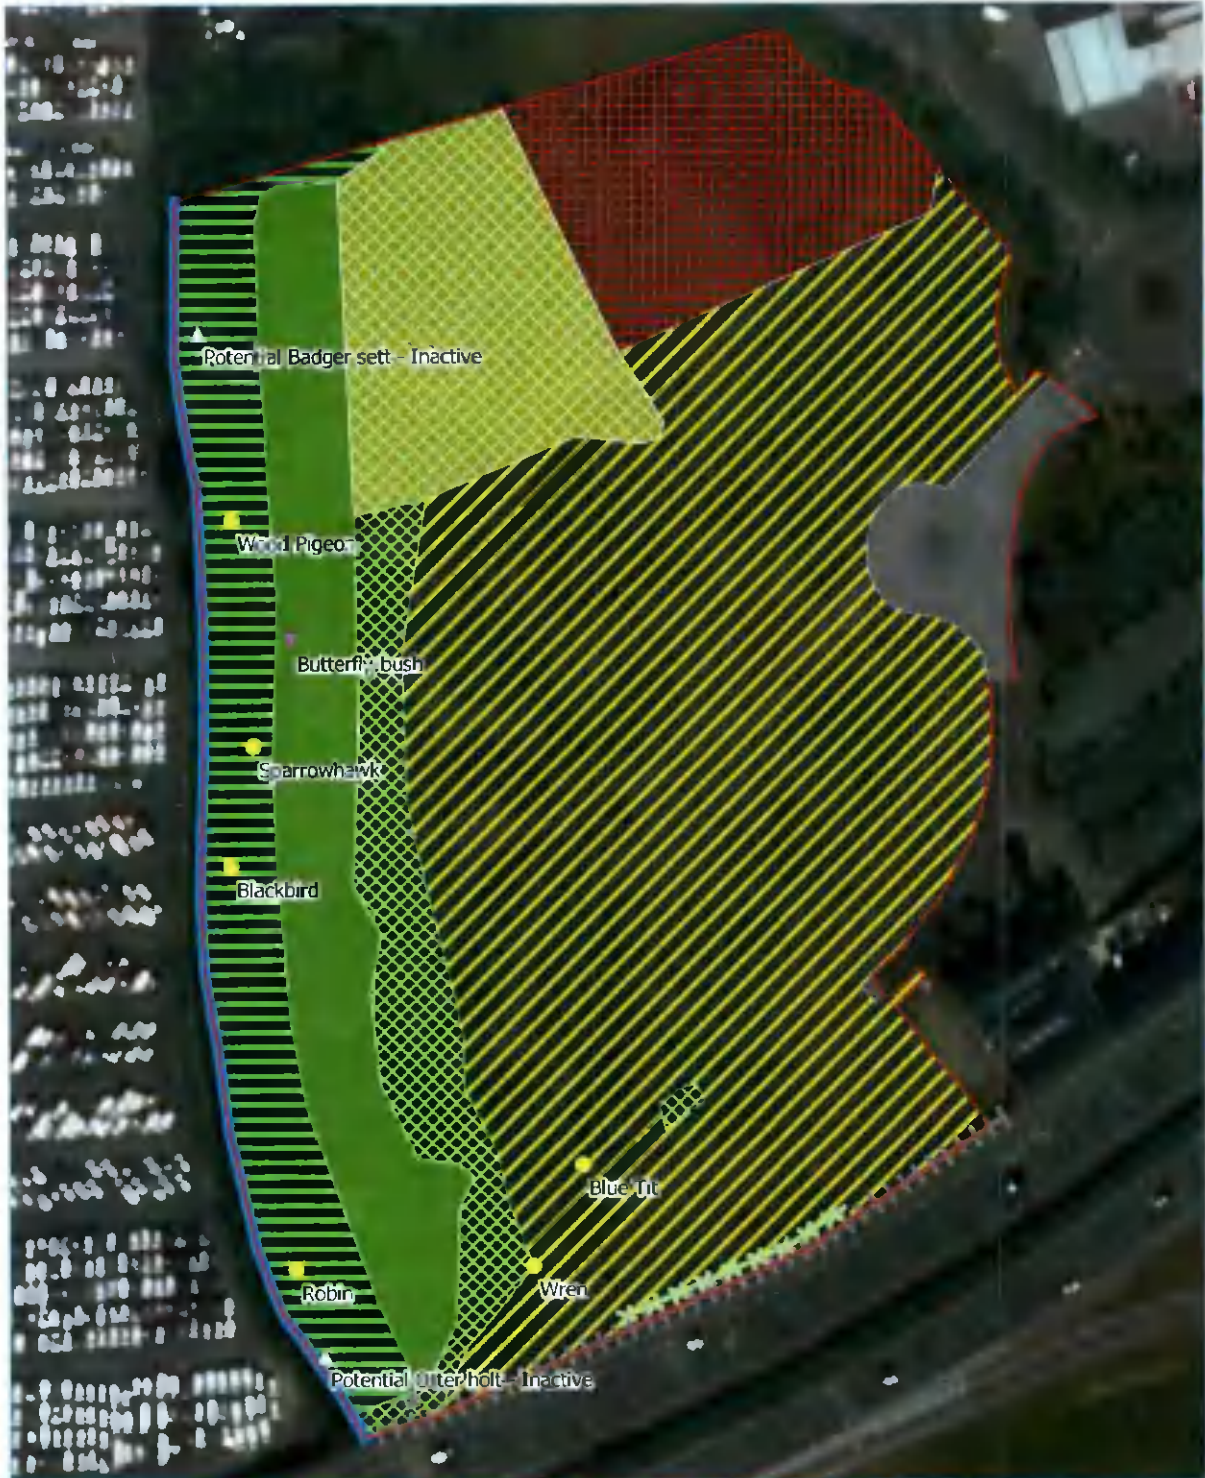 Potential Badger sett - Inactive
Wood Pigeon
Butterfly bush
Sparrowhawk
Blackbird
Blue Tit
Wren
Robin
Potential Otter holt - Inactive